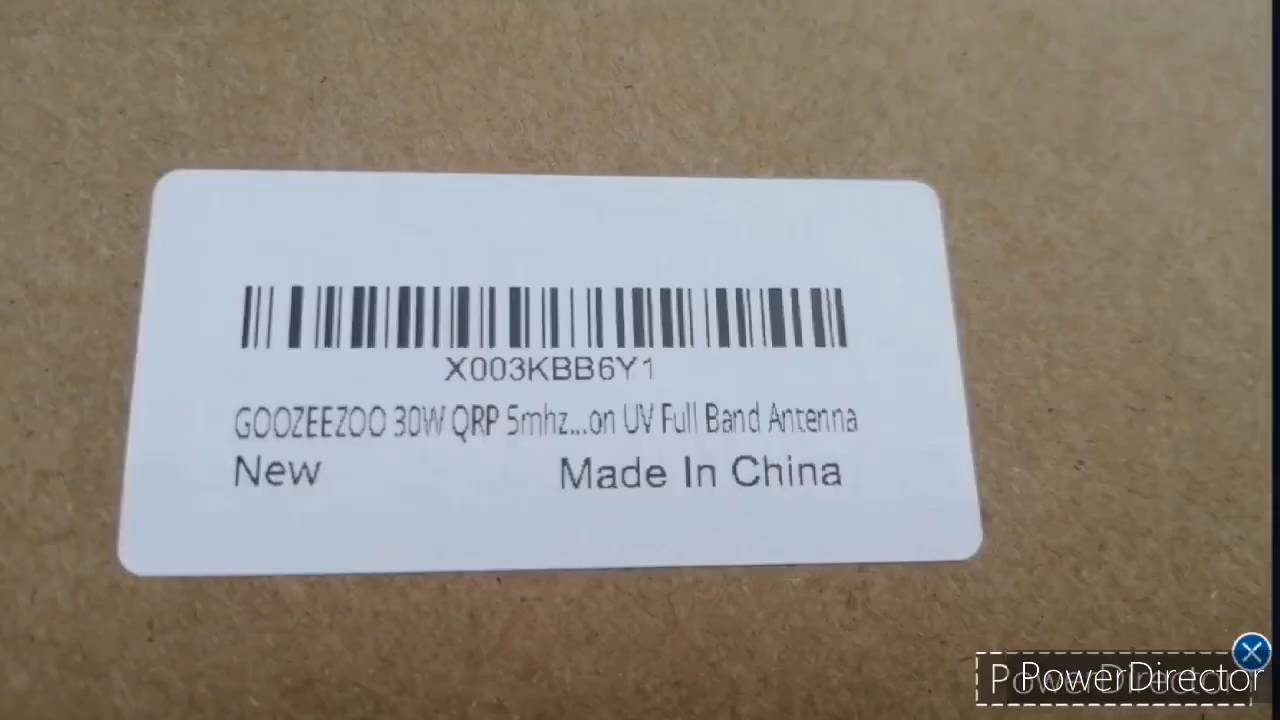 X003KBB6Y1
GOOZEEZOO 30W QRP 5mhz...on UV Full Band Antenna
New Made In China
P PowerDirector